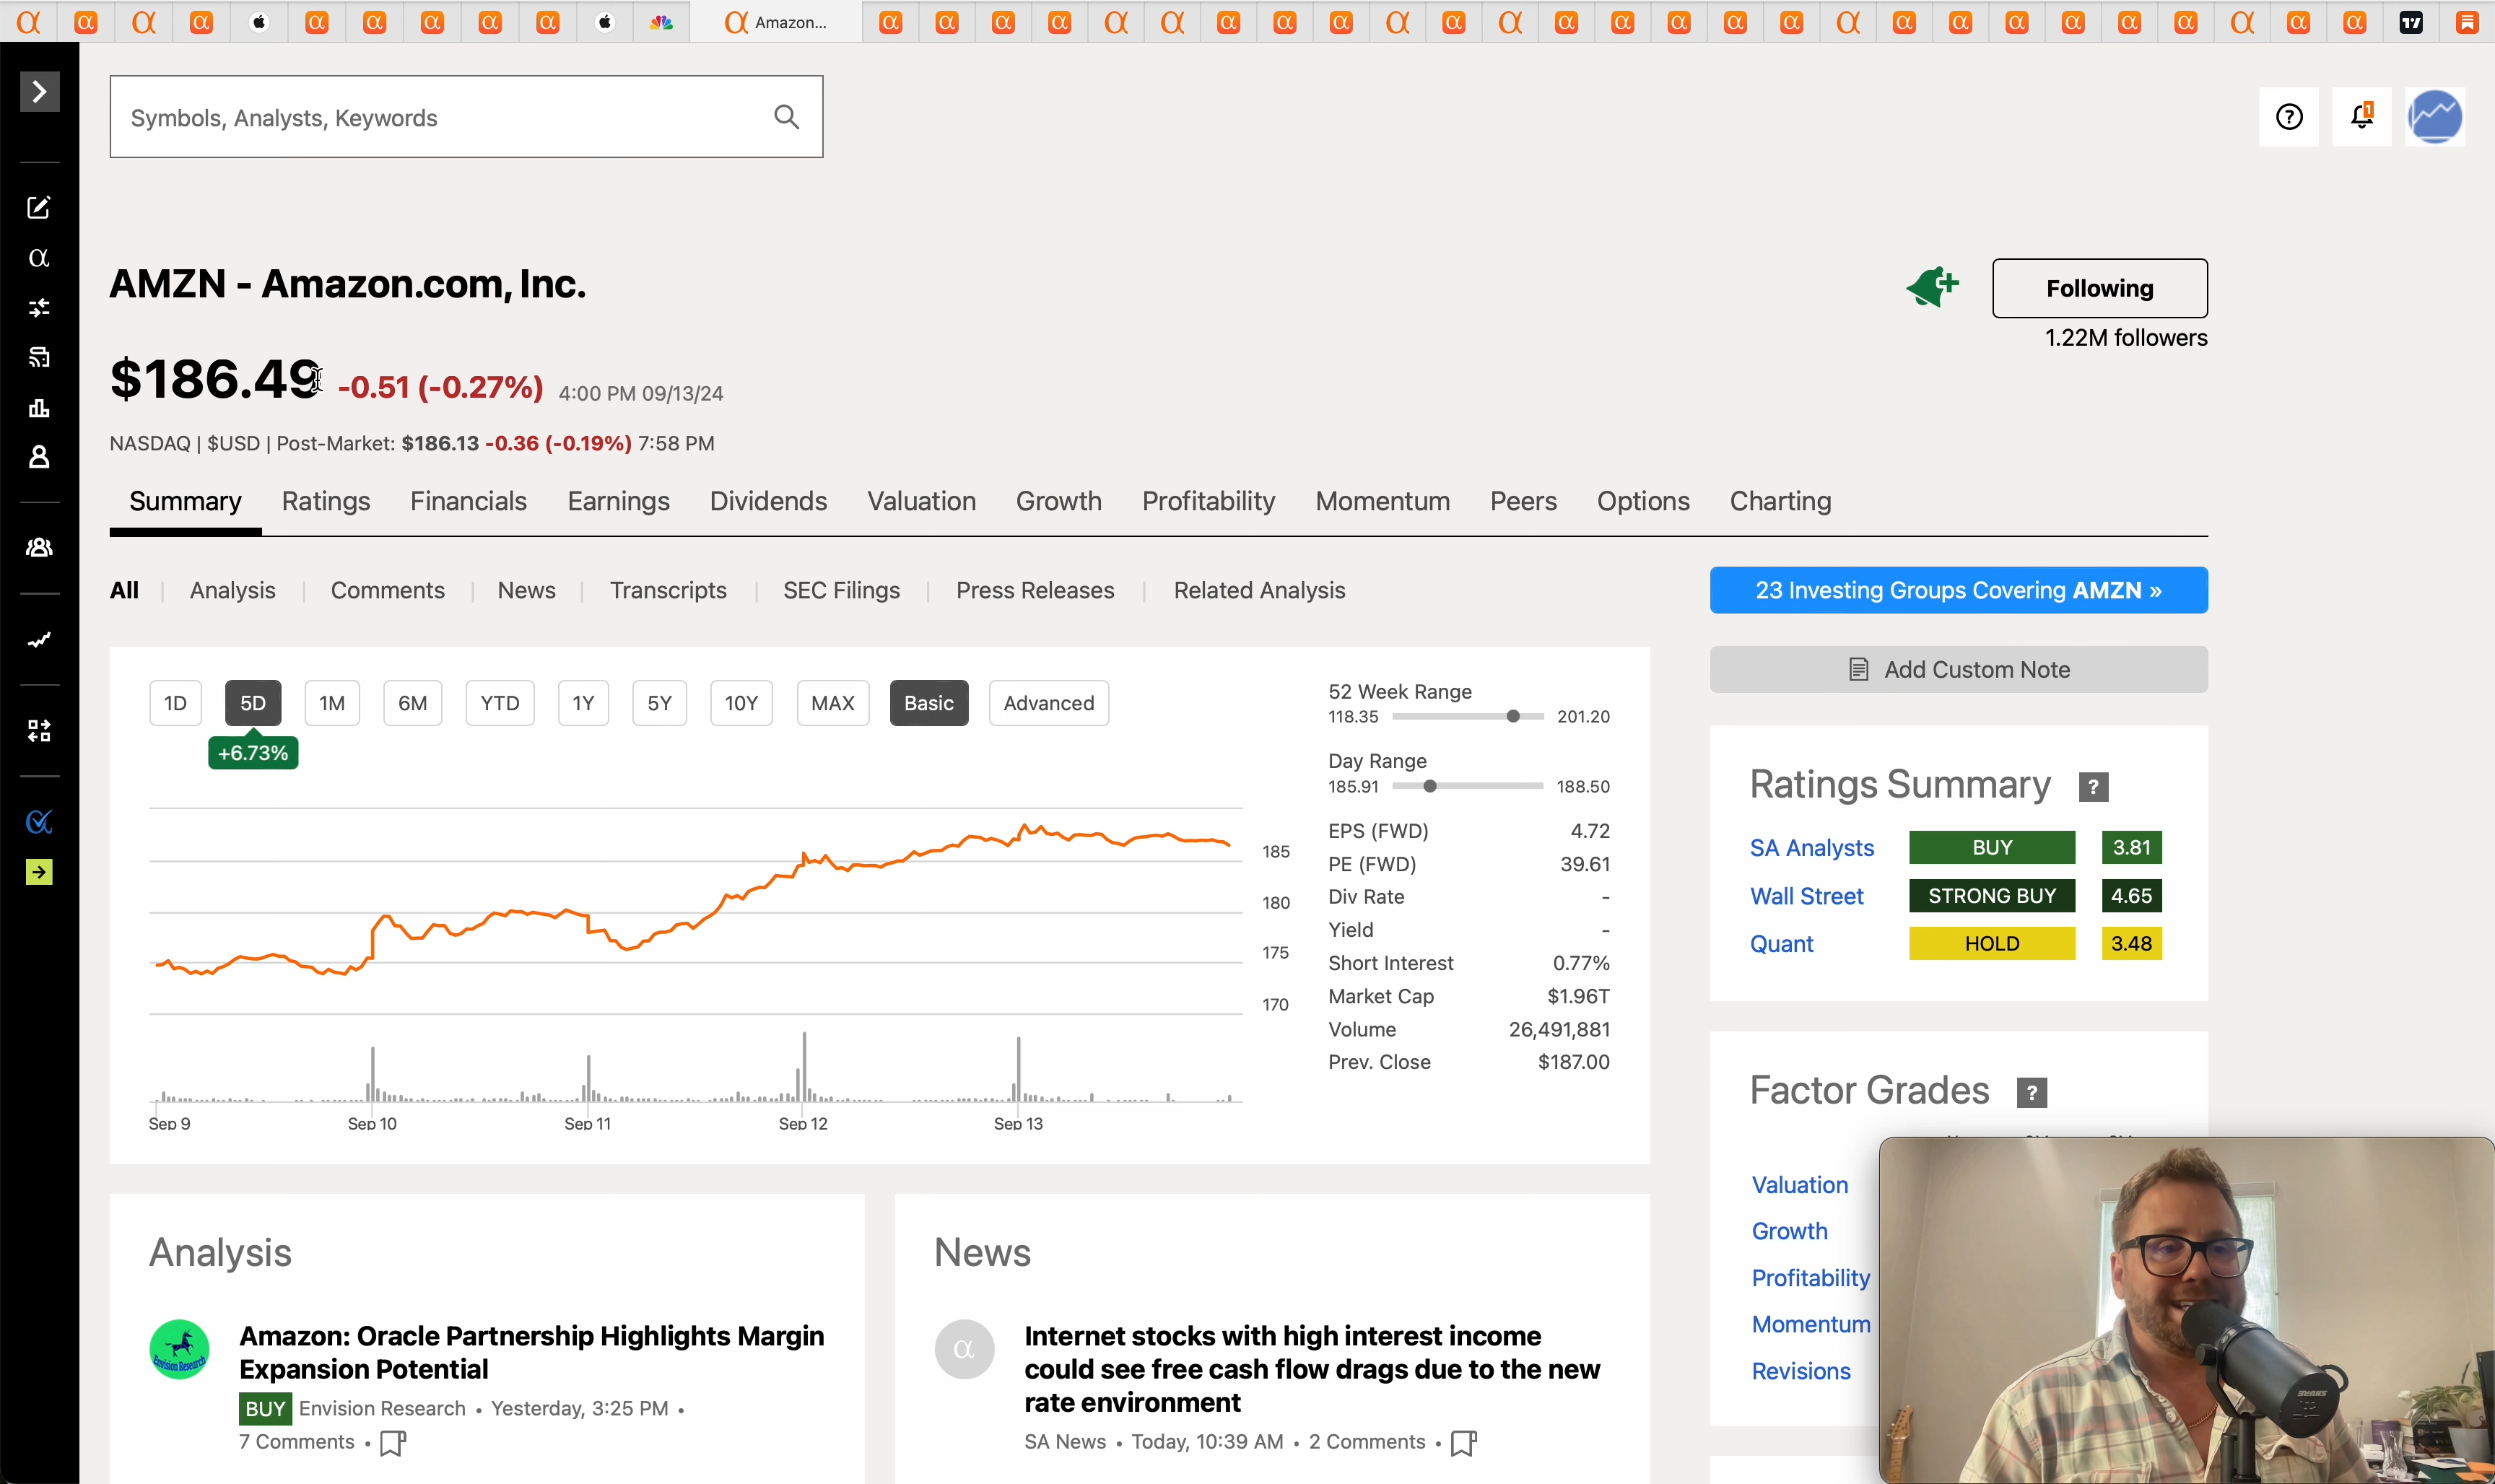 Amazon...
Symbols, Analysts, Keywords
1
AMZN - Amazon.com, Inc.
Following
1.22M followers
$186.49 -0.51 (-0.27%) 4:00 PM 09/13/24
NASDAQ | $USD | Post-Market: $186.13 -0.36 (-0.19%) 7:58 PM
Summary Ratings Financials Earnings Dividends Valuation Growth Profitability Momentum Peers Options Charting
All | Analysis | Comments | News | Transcripts | SEC Filings | Press Releases | Related Analysis
23 Investing Groups Covering AMZN »
Add Custom Note
1D 5D 1M 6M YTD 1Y 5Y 10Y MAX Basic Advanced
+6.73%
185
180
175
170
Sep 9 Sep 10 Sep 11 Sep 12 Sep 13
52 Week Range
118.35 201.20
Day Range
185.91 188.50
EPS (FWD) 4.72
PE (FWD) 39.61
Div Rate -
Yield -
Short Interest 0.77%
Market Cap $1.96T
Volume 26,491,881
Prev. Close $187.00
Ratings Summary ?
SA Analysts BUY 3.81
Wall Street STRONG BUY 4.65
Quant HOLD 3.48
Factor Grades ?
Valuation
Growth
Profitability
Momentum
Revisions
Analysis
Envision Research
Amazon: Oracle Partnership Highlights Margin
Expansion Potential
BUY Envision Research • Yesterday, 3:25 PM •
7 Comments •
News
α
Internet stocks with high interest income
could see free cash flow drags due to the new
rate environment
SA News • Today, 10:39 AM • 2 Comments •
SHURE